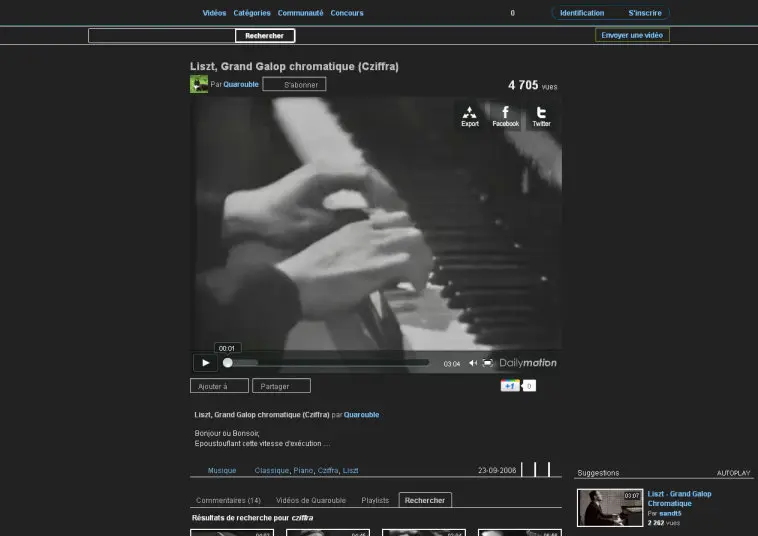 Vidéos Catégories Communauté Concours 0 Identification S'inscrire
Rechercher Envoyer une vidéo
Liszt, Grand Galop chromatique (Cziffra)
Par Quarouble S'abonner 4 705 vues
Export Facebook Twitter
00:01
03:04 Dailymotion
Ajouter à Partager +1 0
Liszt, Grand Galop chromatique (Cziffra) par Quarouble
Bonjour ou Bonsoir,
Epoustouflant cette vitesse d'exécution ....
Musique Classique, Piano, Cziffra, Liszt 23-09-2006
Suggestions AUTOPLAY
Commentaires (14) Vidéos de Quarouble Playlists Rechercher
03:07 Liszt - Grand Galop
Chromatique
Par sandt5
2 262 vues
Résultats de recherche pour cziffra